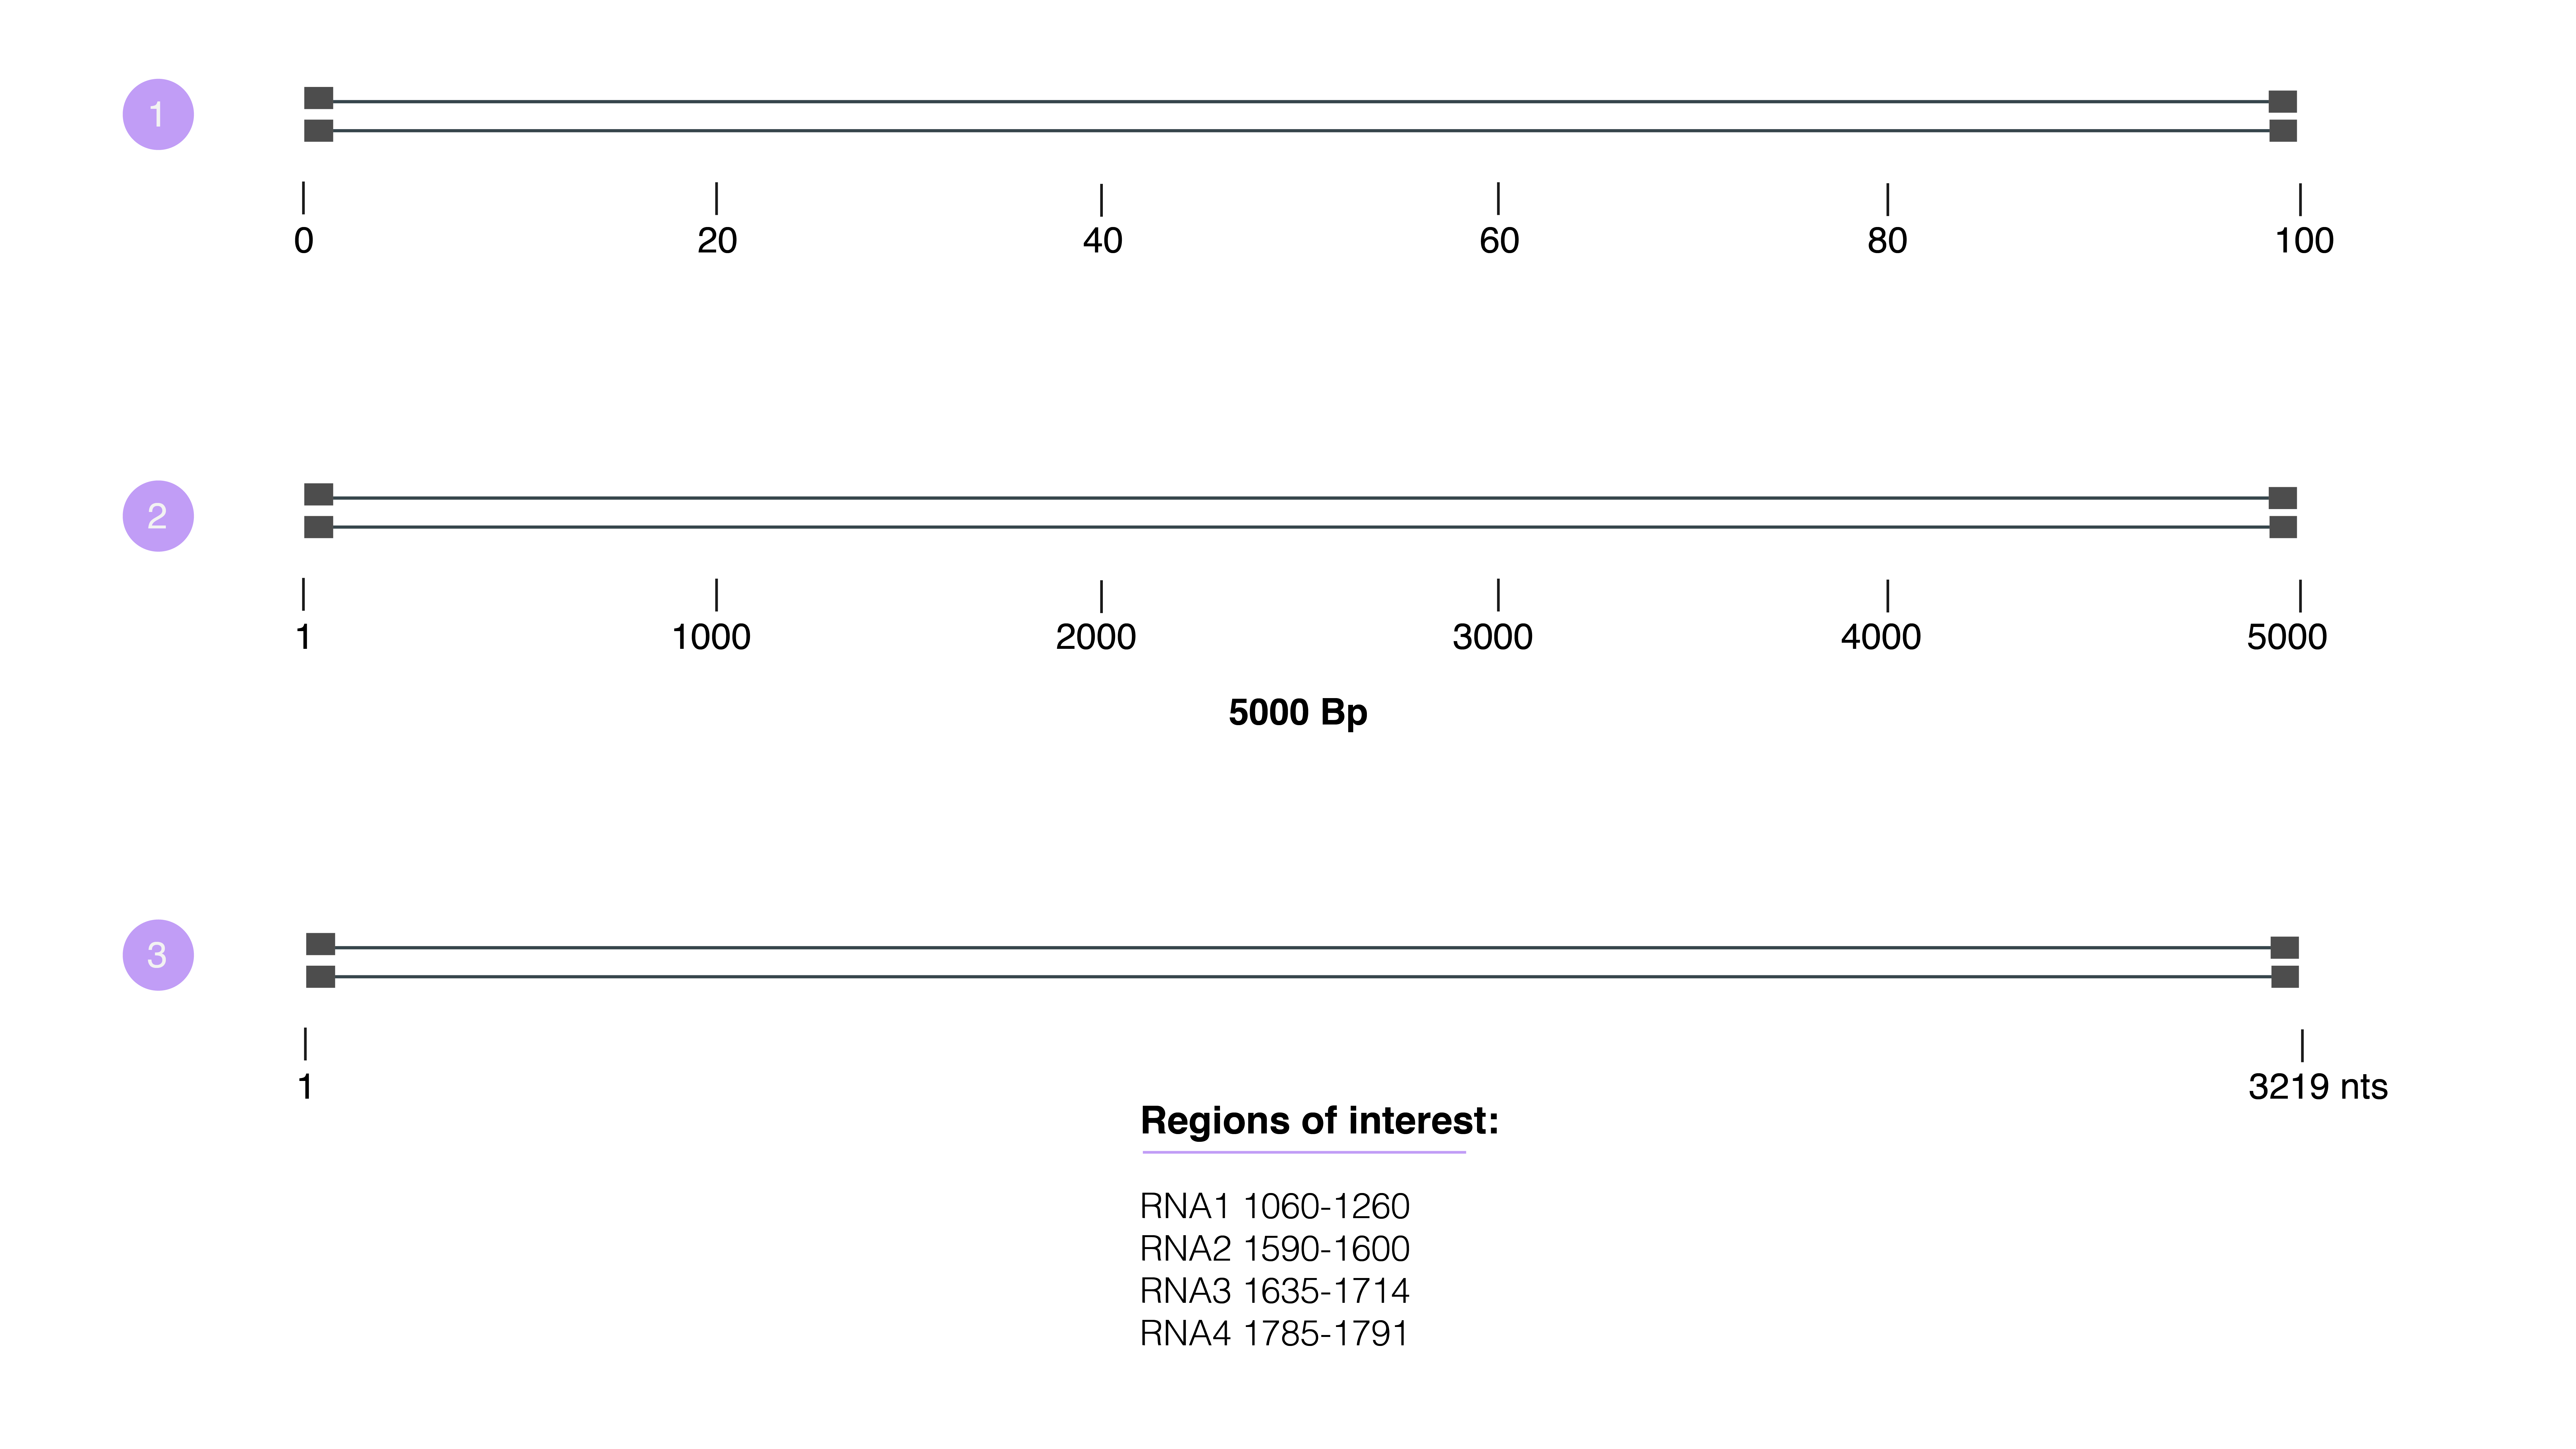 1
0 20 40 60 80 100
2
1 1000 2000 3000 4000 5000
5000 Bp
3
1 3219 nts
Regions of interest:
RNA1 1060-1260
RNA2 1590-1600
RNA3 1635-1714
RNA4 1785-1791